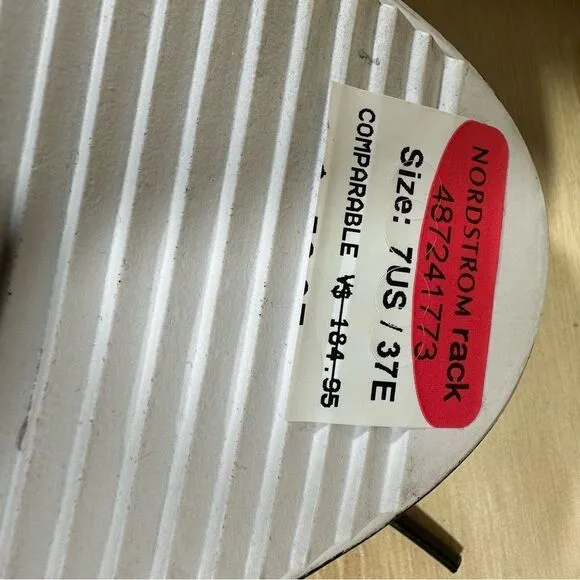 NORDSTROM rack
487241773
Size: 7US / 37E
COMPARABLE V$ 184.95